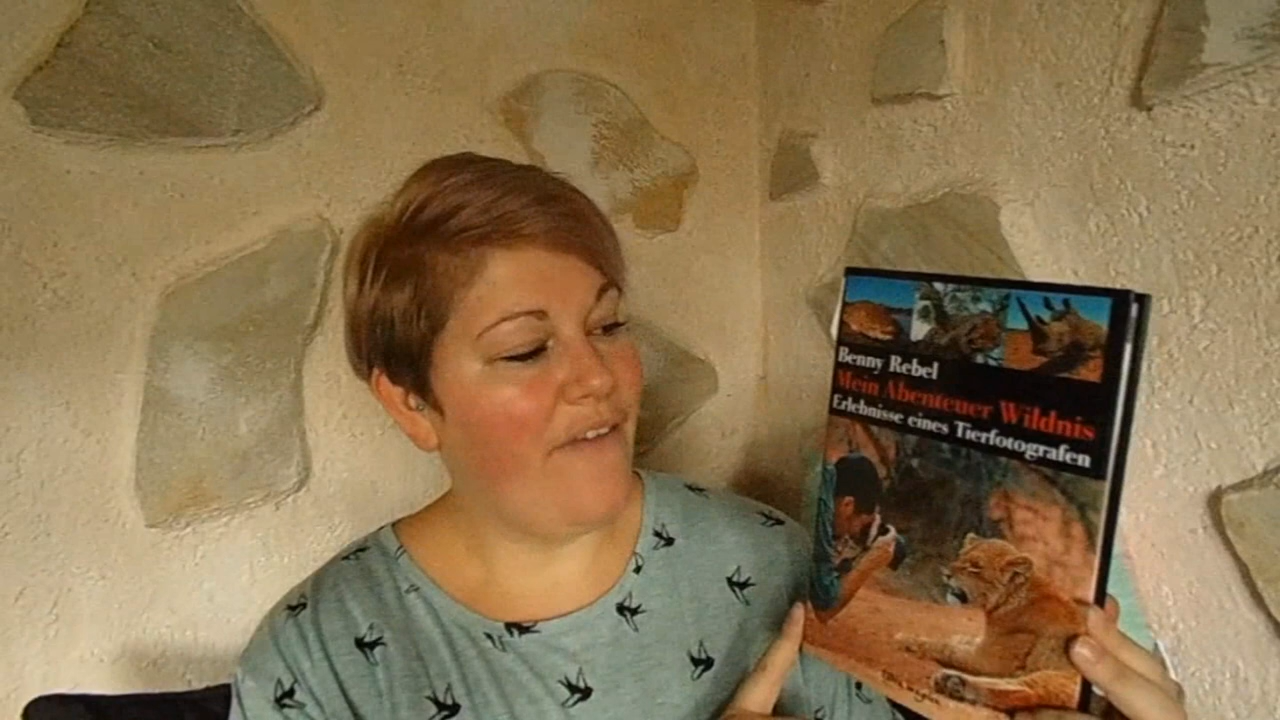 Benny Rebel
Mein Abenteuer Wildnis
Erlebnisse eines Tierfotografen